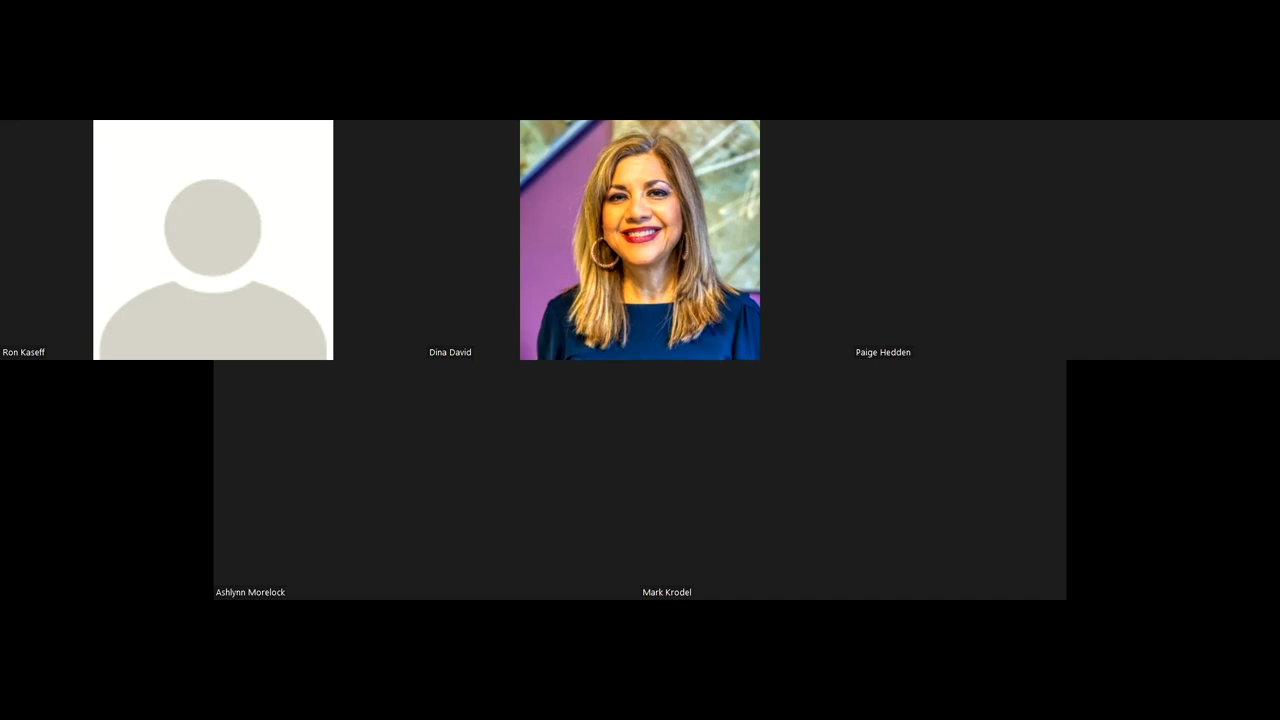 Ron Kaseff
Dina David
Paige Hedden
Ashlynn Morelock
Mark Krodel